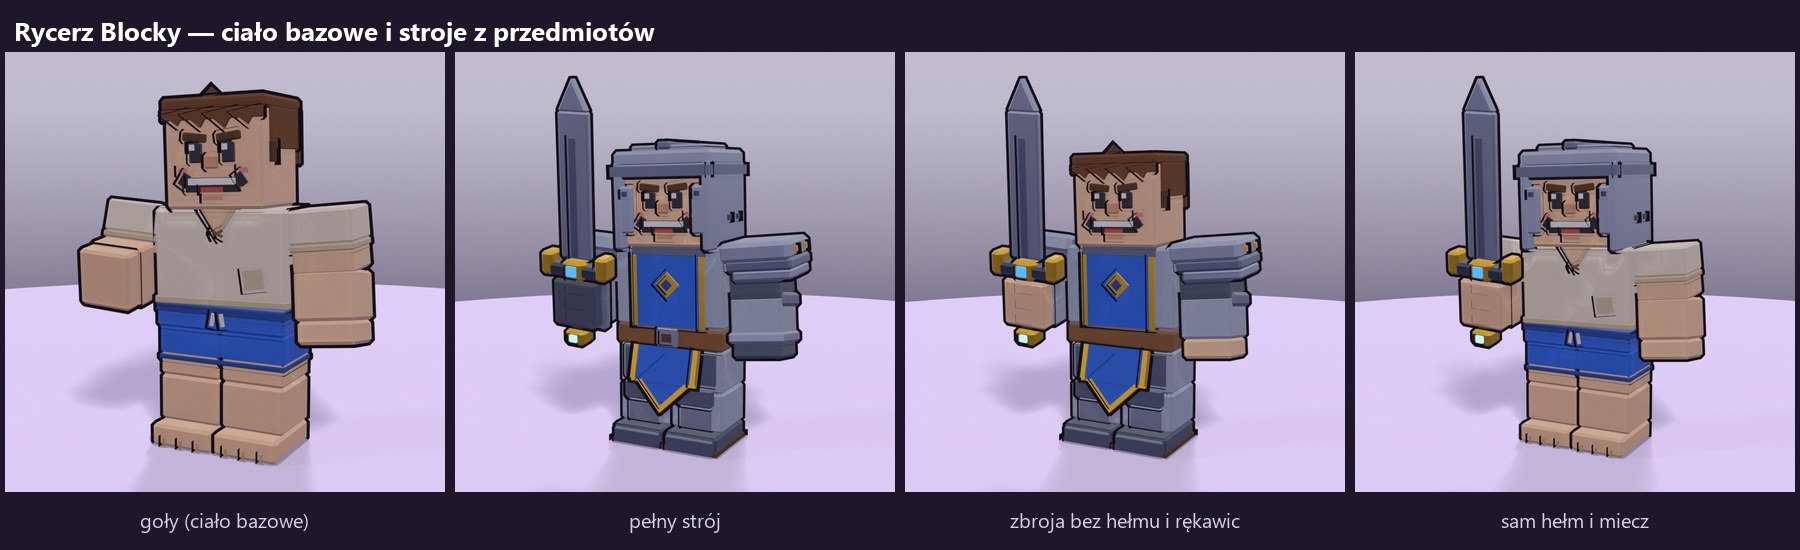 Rycerz Blocky — ciało bazowe i stroje z przedmiotów
goły (ciało bazowe)
pełny strój
zbroja bez hełmu i rękawic
sam hełm i miecz